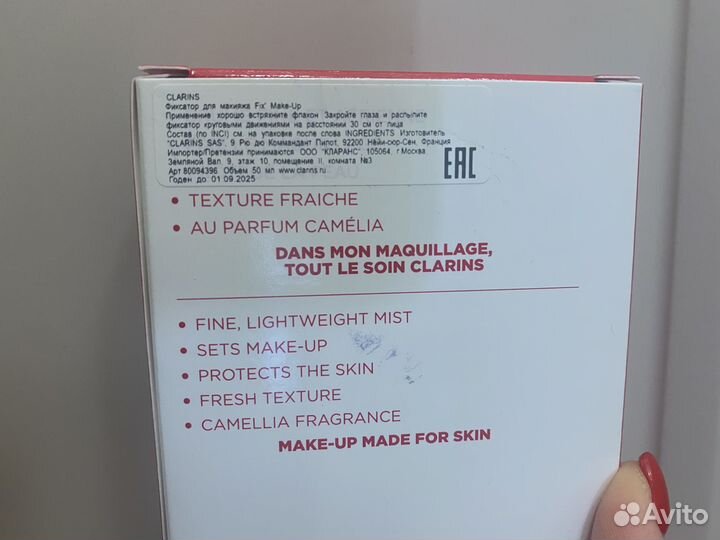 CLARINS
Фиксатор для макияжа Fix' Make-Up
Применение хорошо встряхните флакон Закройте глаза и распылите
фиксатор круговыми движениями на расстоянии 30 см от лица
Состав (по INCI) см. на упаковке после слова INGREDIENTS Изготовитель
"CLARINS SAS", 9 Рю дю Коммандант Пилот, 92200 Нёйи-сюр-Сен, Франция
Импортер/Претензии принимаются ООО "КЛАРАНС", 105064, г Москва
Земляной Вал, 9, этаж 10, помещение II, комната №3
Арт 80094396 Объем 50 мл www.clarins.ru
Годен до 01 09.2025
EAC
• TEXTURE FRAICHE
• AU PARFUM CAMÉLIA
DANS MON MAQUILLAGE,
TOUT LE SOIN CLARINS
• FINE, LIGHTWEIGHT MIST
• SETS MAKE-UP
• PROTECTS THE SKIN
• FRESH TEXTURE
• CAMELLIA FRAGRANCE
MAKE-UP MADE FOR SKIN
Avito